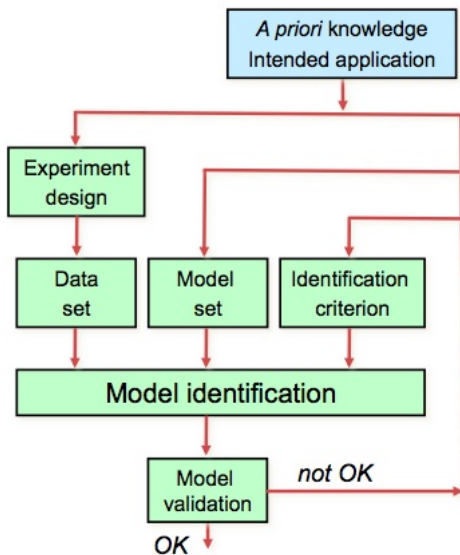 A priori knowledge
Intended application
Experiment
design
Data
set
Model
set
Identification
criterion
Model identification
Model
validation
not OK
OK